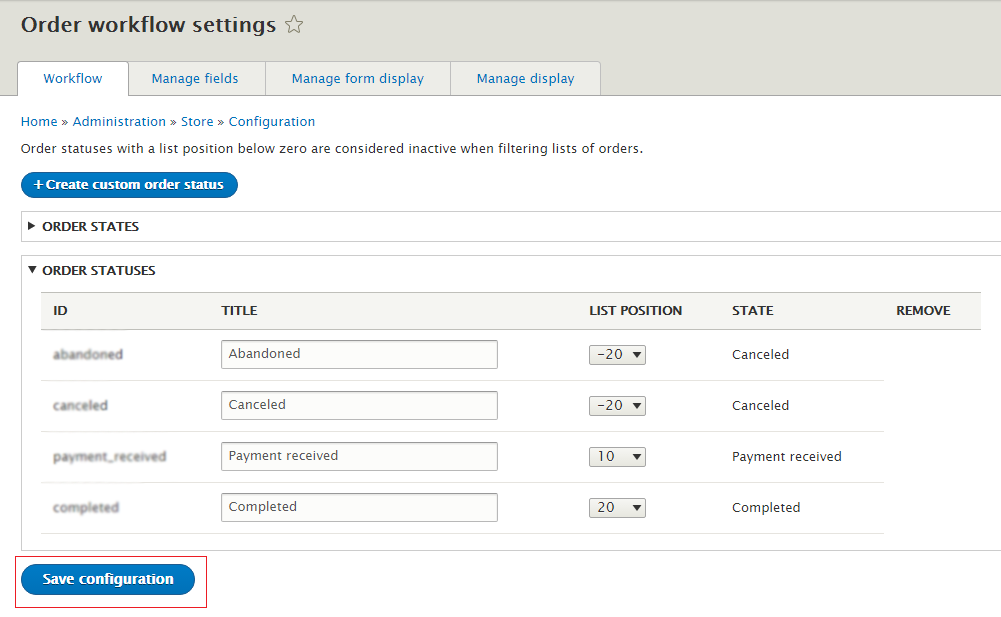 Order workflow settings
Workflow Manage fields Manage form display Manage display
Home » Administration » Store » Configuration
Order statuses with a list position below zero are considered inactive when filtering lists of orders.
+ Create custom order status
ORDER STATES
ORDER STATUSES
ID TITLE LIST POSITION STATE REMOVE
abandoned Abandoned -20 Canceled
canceled Canceled -20 Canceled
payment_received Payment received 10 Payment received
completed Completed 20 Completed
Save configuration